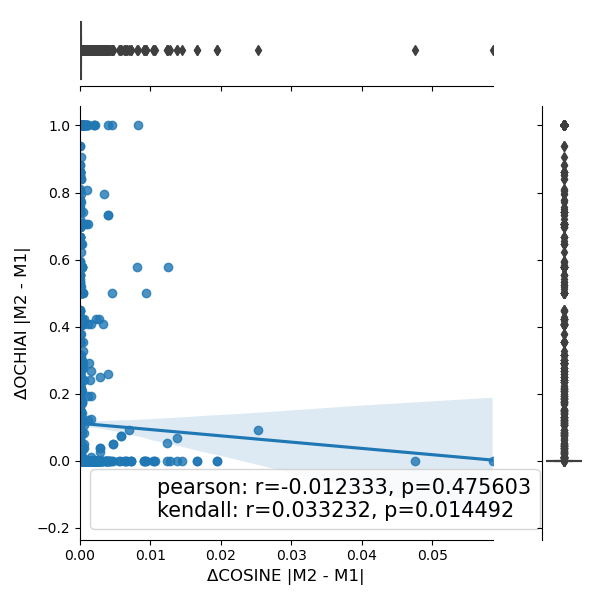 1.0
0.8
0.6
0.4
0.2
0.0
−0.2
ΔOCHIAI |M2 - M1|
pearson: r=-0.012333, p=0.475603
kendall: r=0.033232, p=0.014492
0.00 0.01 0.02 0.03 0.04 0.05
ΔCOSINE |M2 - M1|